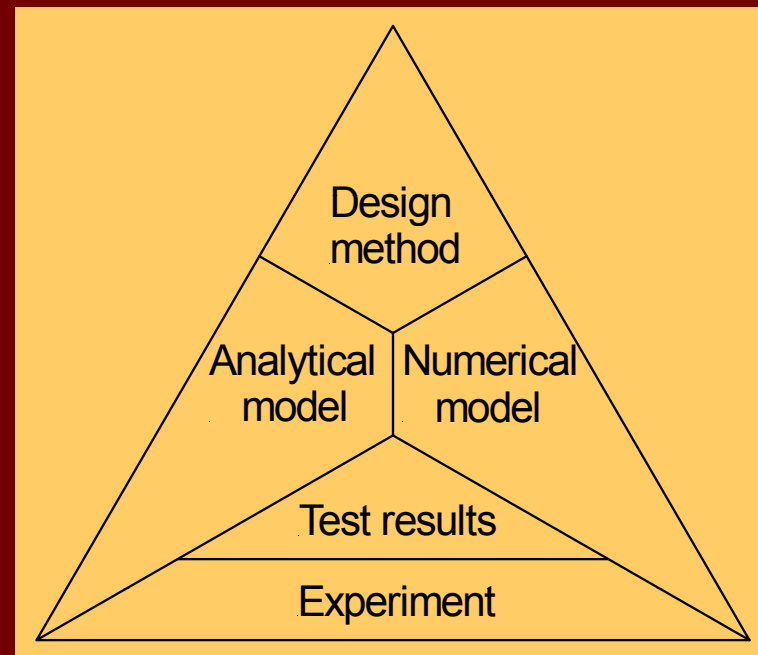 Design
method
Analytical
model
Numerical
model
Test results
Experiment